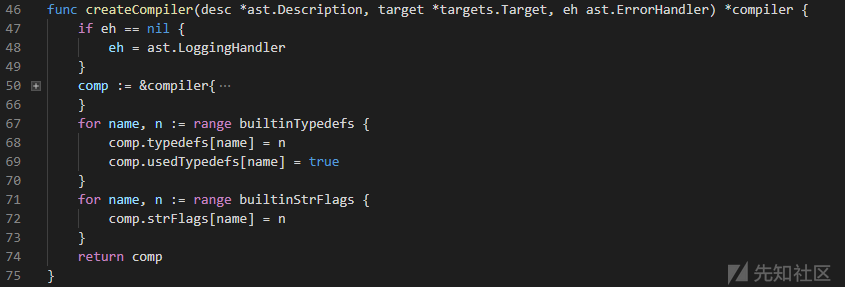 46 func createCompiler(desc *ast.Description, target *targets.Target, eh ast.ErrorHandler) *compiler {
47     if eh == nil {
48         eh = ast.LoggingHandler
49     }
50     comp := &compiler{ ⋯
66     }
67     for name, n := range builtinTypedefs {
68         comp.typedefs[name] = n
69         comp.usedTypedefs[name] = true
70     }
71     for name, n := range builtinStrFlags {
72         comp.strFlags[name] = n
73     }
74     return comp
75 }
先知社区